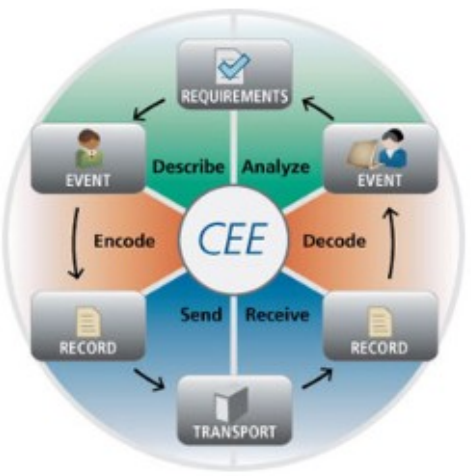 REQUIREMENTS
EVENT
Describe
Analyze
EVENT
Encode
CEE
Decode
Send
Receive
RECORD
RECORD
TRANSPORT